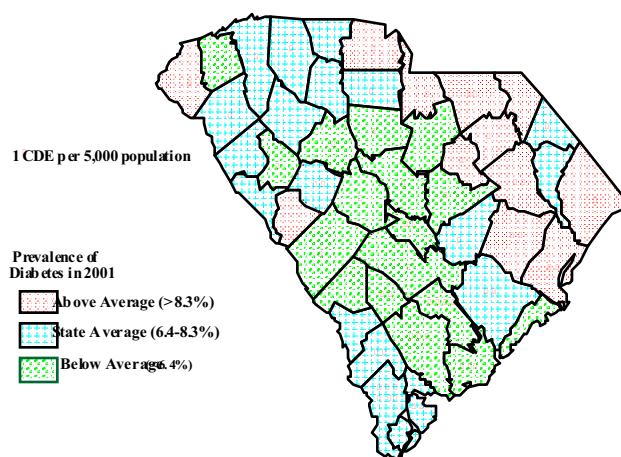 1 CDE per 5,000 population
Prevalence of
Diabetes in 2001
Above Average (>8.3%)
State Average (6.4-8.3%)
Below Average